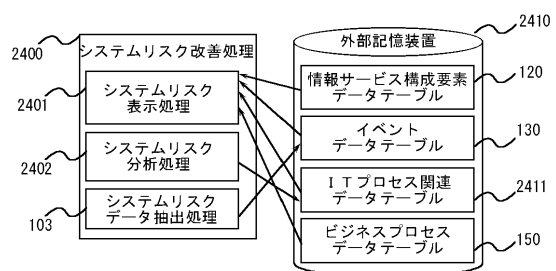 2400
システムリスク改善処理
2401
システムリスク
表示処理
2402
システムリスク
分析処理
103
システムリスク
データ抽出処理
2410
外部記憶装置
情報サービス構成要素
データテーブル
120
イベント
データテーブル
130
ＩＴプロセス関連
データテーブル
2411
ビジネスプロセス
データテーブル
150